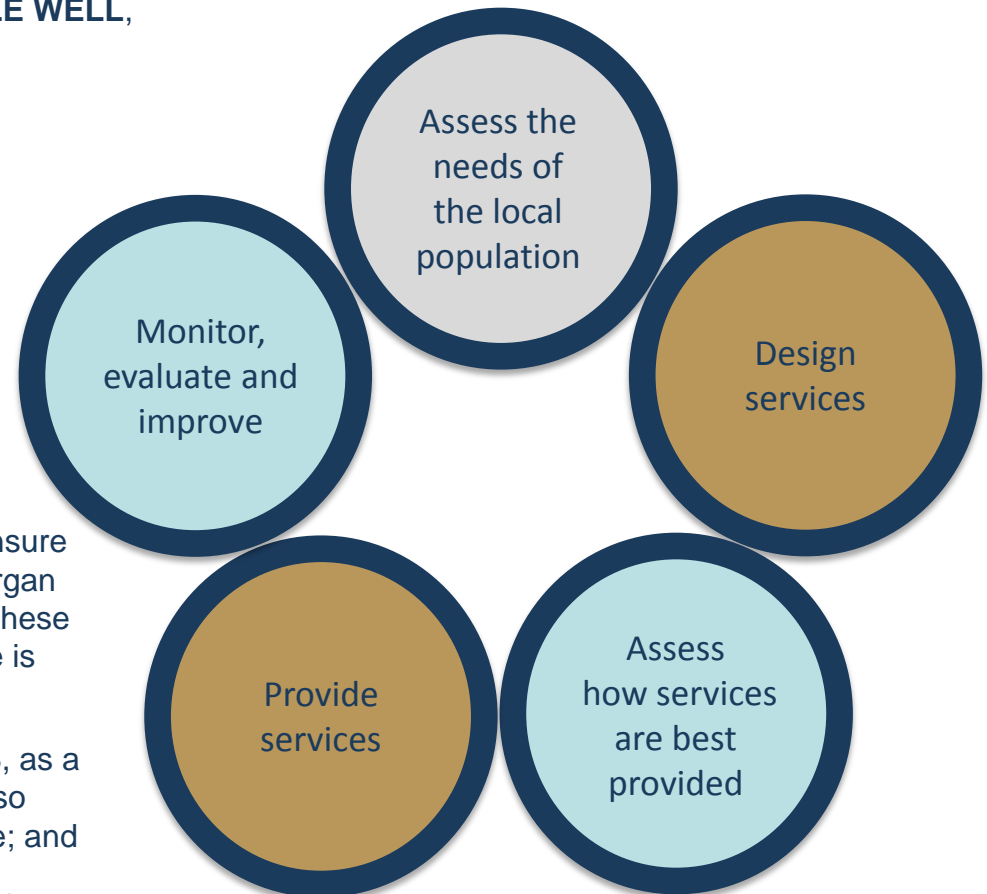 LE WELL,
Assess the
needs of
the local
population
Design
services
Assess
how services
are best
provided
Provide
services
Monitor,
evaluate and
improve
nsure
rgan
hese
e is
, as a
so
e; and